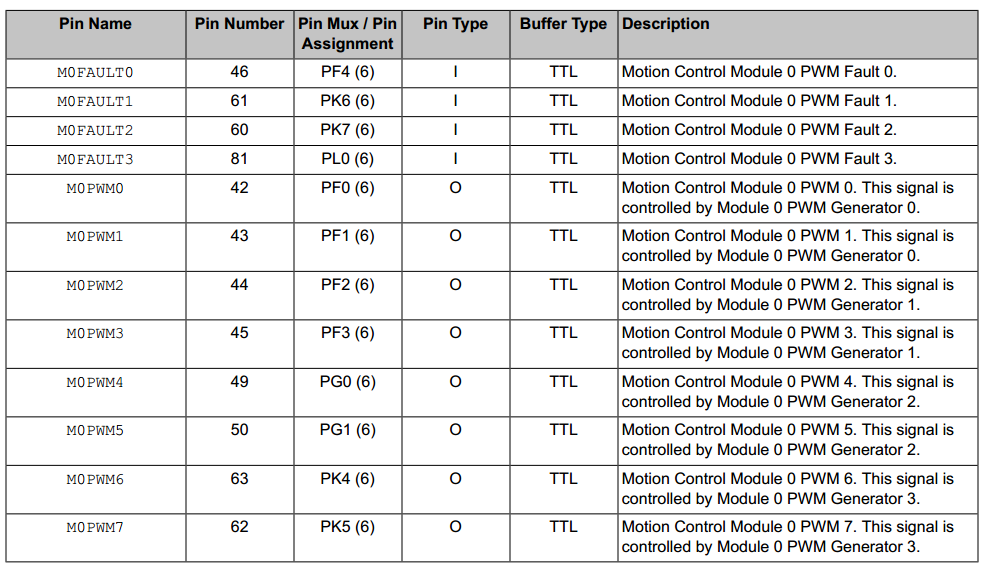 Pin Name Pin Number Pin Mux / Pin Assignment Pin Type Buffer Type Description
M0FAULT0 46 PF4 (6) I TTL Motion Control Module 0 PWM Fault 0.
M0FAULT1 61 PK6 (6) I TTL Motion Control Module 0 PWM Fault 1.
M0FAULT2 60 PK7 (6) I TTL Motion Control Module 0 PWM Fault 2.
M0FAULT3 81 PL0 (6) I TTL Motion Control Module 0 PWM Fault 3.
M0PWM0 42 PF0 (6) O TTL Motion Control Module 0 PWM 0. This signal is
controlled by Module 0 PWM Generator 0.
M0PWM1 43 PF1 (6) O TTL Motion Control Module 0 PWM 1. This signal is
controlled by Module 0 PWM Generator 0.
M0PWM2 44 PF2 (6) O TTL Motion Control Module 0 PWM 2. This signal is
controlled by Module 0 PWM Generator 1.
M0PWM3 45 PF3 (6) O TTL Motion Control Module 0 PWM 3. This signal is
controlled by Module 0 PWM Generator 1.
M0PWM4 49 PG0 (6) O TTL Motion Control Module 0 PWM 4. This signal is
controlled by Module 0 PWM Generator 2.
M0PWM5 50 PG1 (6) O TTL Motion Control Module 0 PWM 5. This signal is
controlled by Module 0 PWM Generator 2.
M0PWM6 63 PK4 (6) O TTL Motion Control Module 0 PWM 6. This signal is
controlled by Module 0 PWM Generator 3.
M0PWM7 62 PK5 (6) O TTL Motion Control Module 0 PWM 7. This signal is
controlled by Module 0 PWM Generator 3.